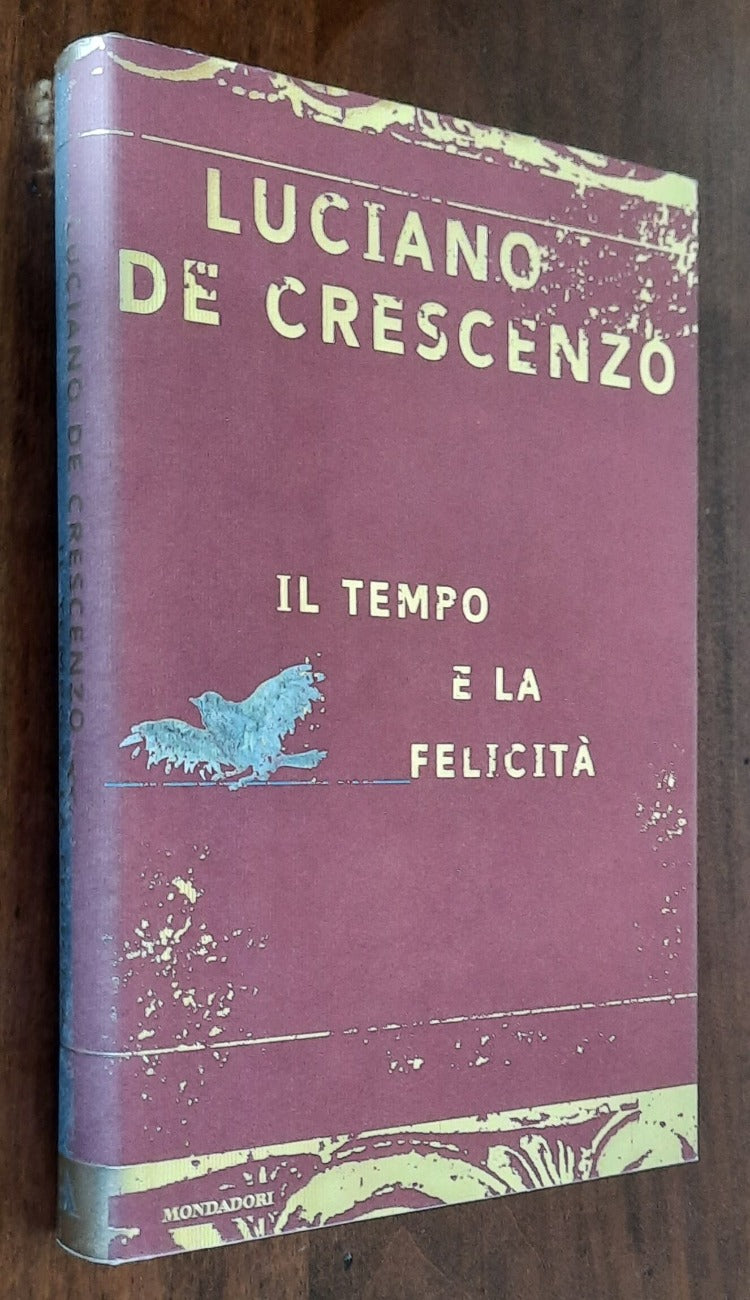 LUCIANO
DE CRESCENZO
IL TEMPO
E LA
FELICITÀ
MONDADORI
LUCIANO DE CRESCENZO